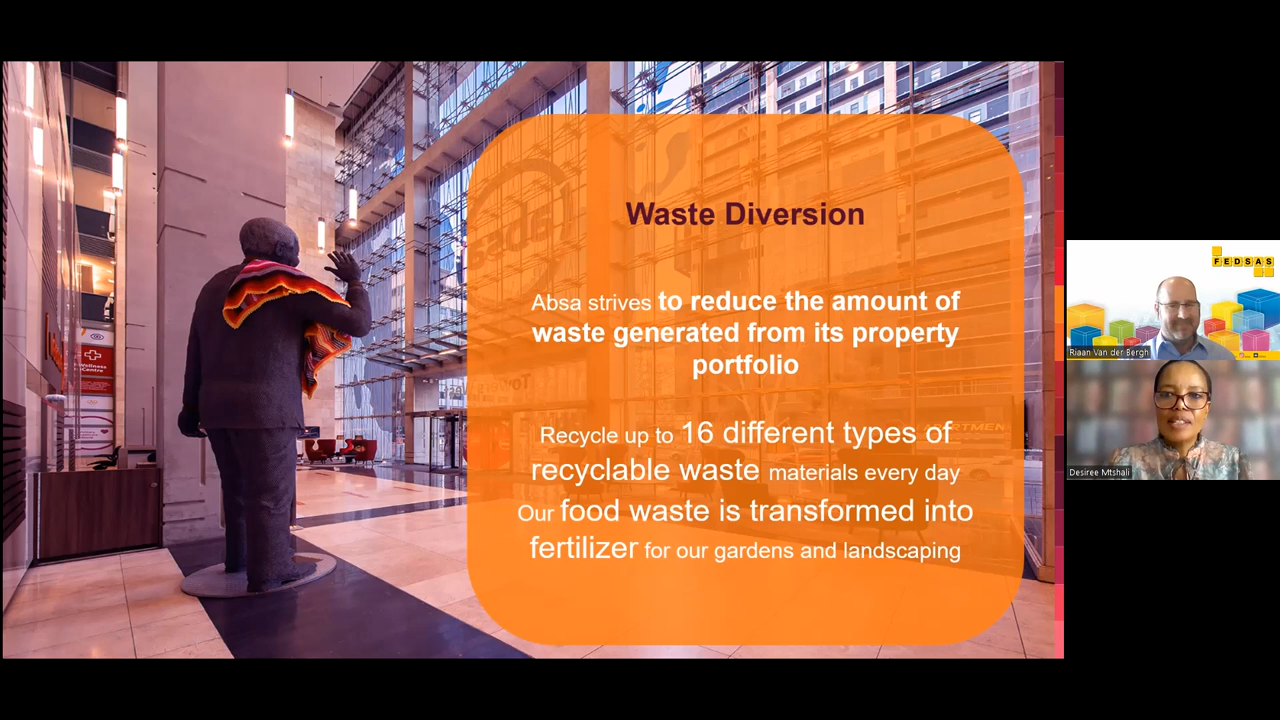 Waste Diversion
Absa strives to reduce the amount of
waste generated from its property
portfolio
Recycle up to 16 different types of
recyclable waste materials every day
Our food waste is transformed into
fertilizer for our gardens and landscaping
FEDSAS
Riaan Van der Bergh
Desiree Mtshali